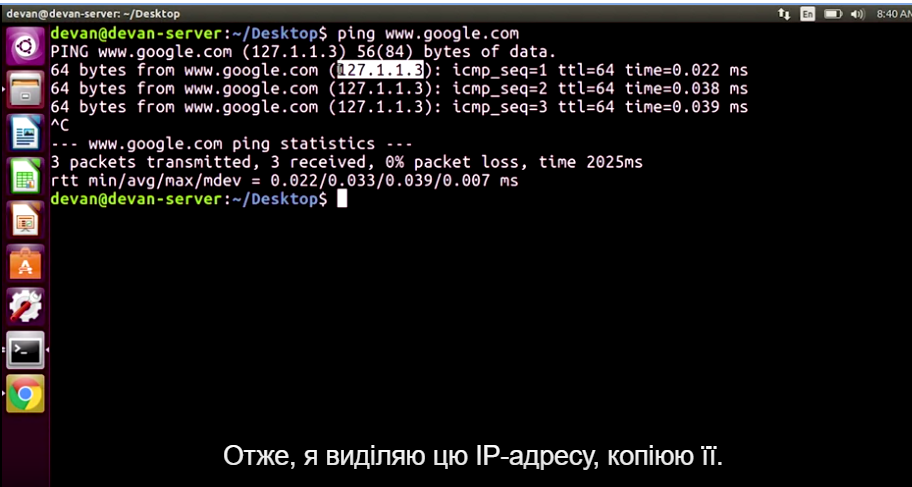 devan@devan-server: ~/Desktop En 8:40 AM
devan@devan-server:~/Desktop$ ping www.google.com
PING www.google.com (127.1.1.3) 56(84) bytes of data.
64 bytes from www.google.com (127.1.1.3): icmp_seq=1 ttl=64 time=0.022 ms
64 bytes from www.google.com (127.1.1.3): icmp_seq=2 ttl=64 time=0.038 ms
64 bytes from www.google.com (127.1.1.3): icmp_seq=3 ttl=64 time=0.039 ms
^C
--- www.google.com ping statistics ---
3 packets transmitted, 3 received, 0% packet loss, time 2025ms
rtt min/avg/max/mdev = 0.022/0.033/0.039/0.007 ms
devan@devan-server:~/Desktop$
Отже, я виділяю цю IP-адресу, копіюю її.